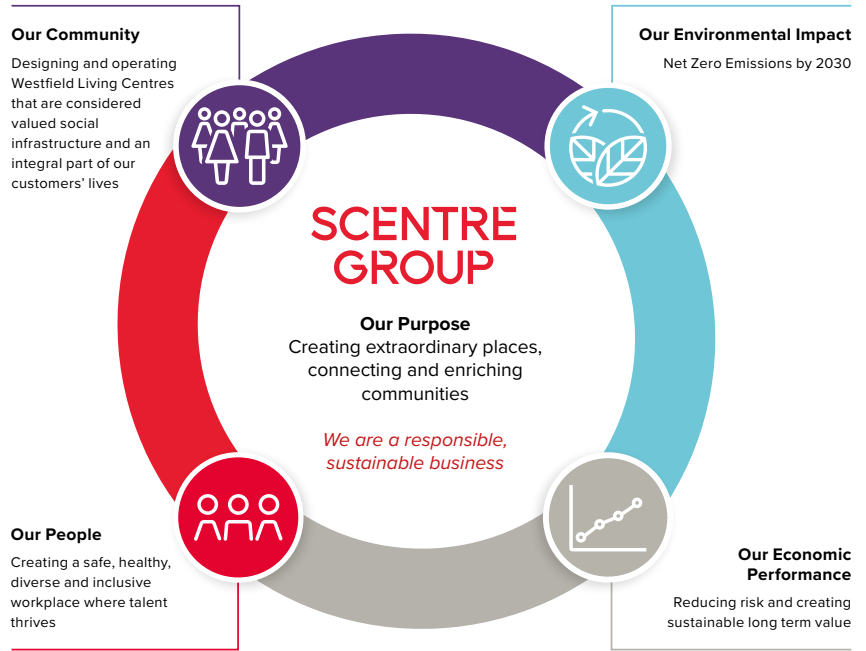 Our Community
Designing and operating
Westfield Living Centres
that are considered
valued social
infrastructure and an
integral part of our
customers’ lives
Our Environmental Impact
Net Zero Emissions by 2030
SCENTRE
GROUP
Our Purpose
Creating extraordinary places,
connecting and enriching
communities
We are a responsible,
sustainable business
Our People
Creating a safe, healthy,
diverse and inclusive
workplace where talent
thrives
Our Economic
Performance
Reducing risk and creating
sustainable long term value